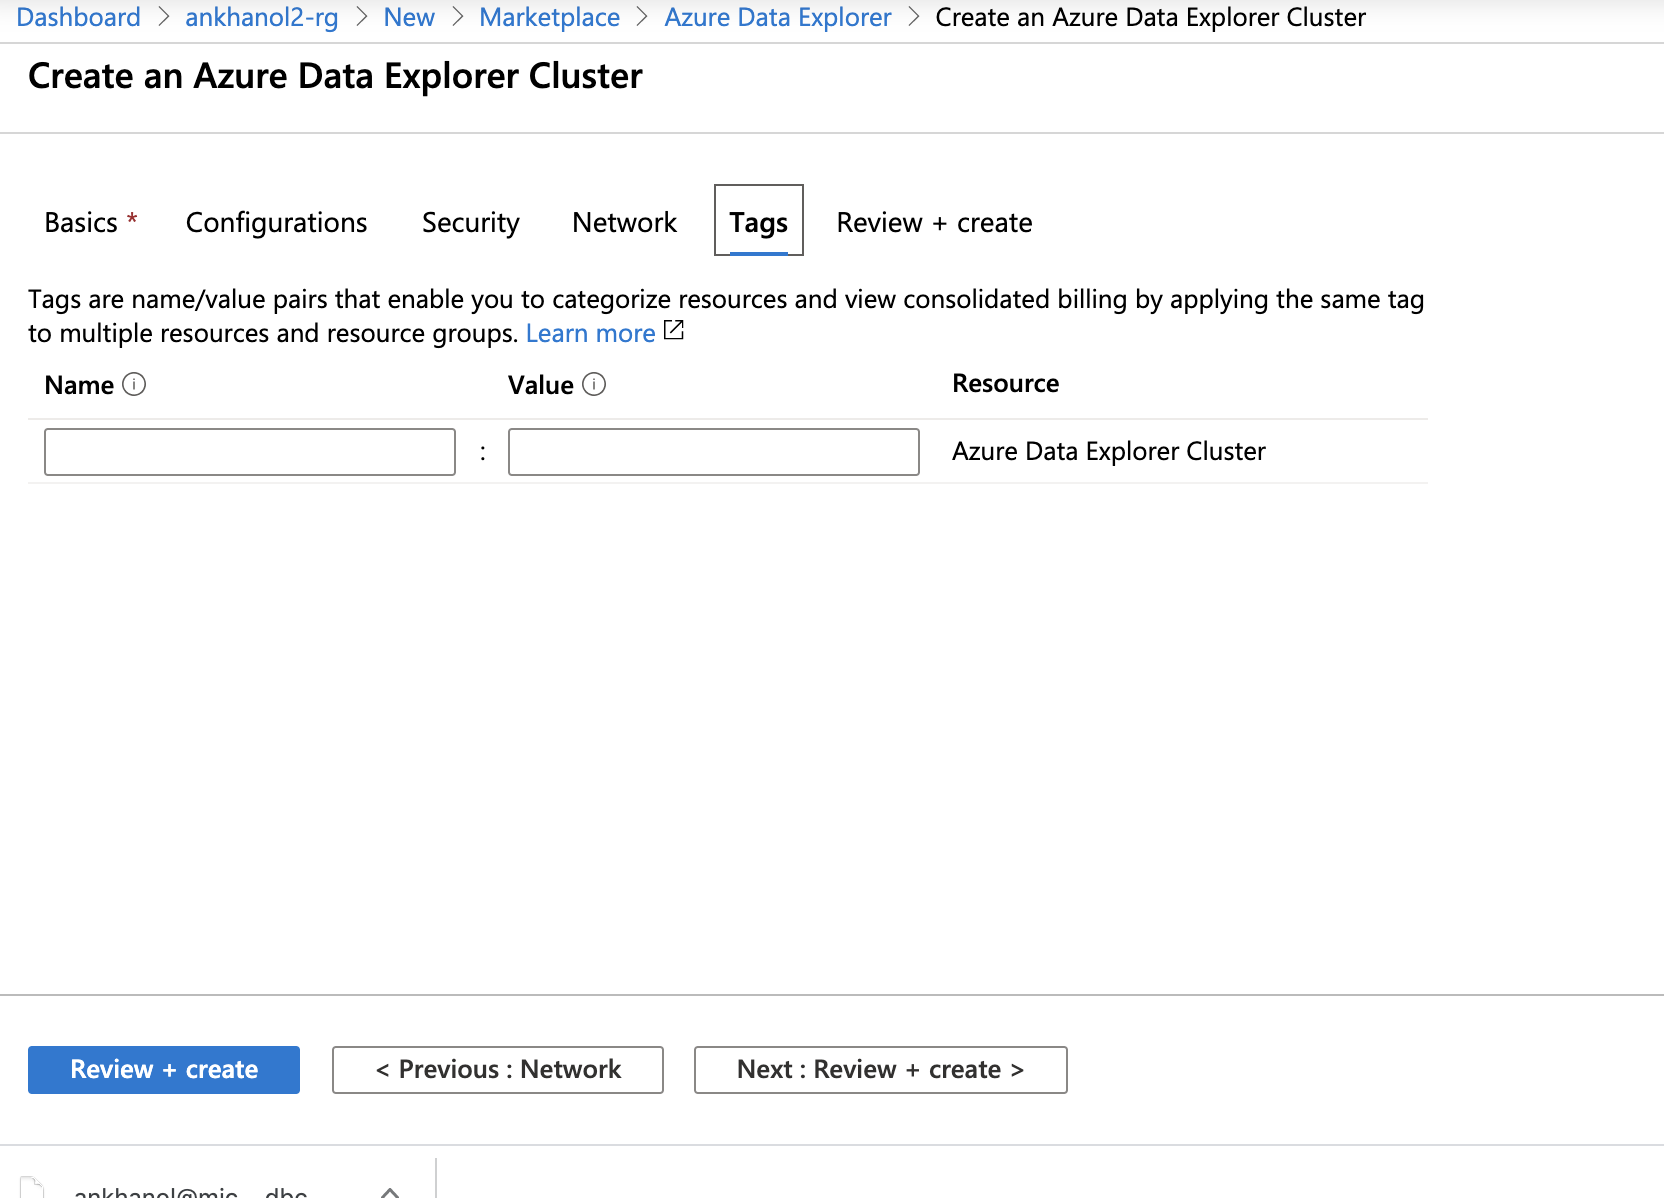 Dashboard > ankhanol2-rg > New > Marketplace > Azure Data Explorer > Create an Azure Data Explorer Cluster
Create an Azure Data Explorer Cluster
Basics * Configurations Security Network Tags Review + create
Tags are name/value pairs that enable you to categorize resources and view consolidated billing by applying the same tag
to multiple resources and resource groups. Learn more
Name Value Resource
: Azure Data Explorer Cluster
Review + create < Previous : Network Next : Review + create >
ankhanol@mic....dbc